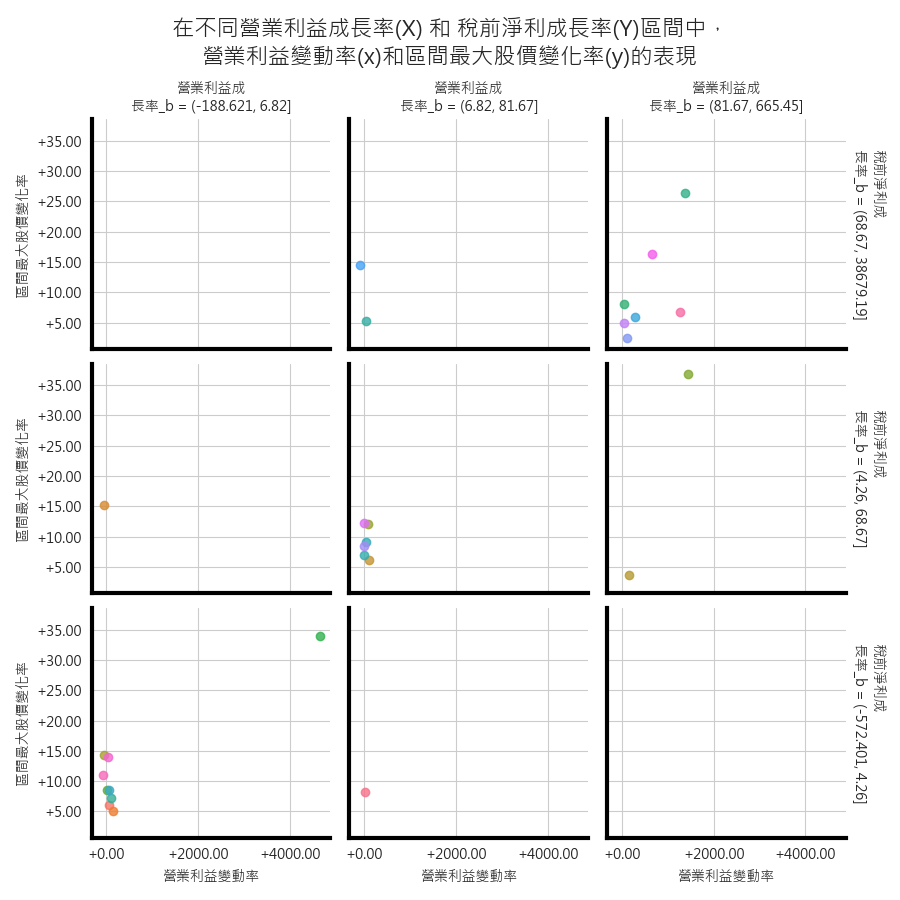 在不同營業利益成長率(X) 和 稅前淨利成長率(Y)區間中，
營業利益變動率(x)和區間最大股價變化率(y)的表現
營業利益成
長率_b = (-188.621, 6.82]
營業利益成
長率_b = (6.82, 81.67]
營業利益成
長率_b = (81.67, 665.45]
區間最大股價變化率
+35.00
+30.00
+25.00
+20.00
+15.00
+10.00
+5.00
稅前淨利成
長率_b = (68.67, 38679.19]
區間最大股價變化率
+35.00
+30.00
+25.00
+20.00
+15.00
+10.00
+5.00
稅前淨利成
長率_b = (4.26, 68.67]
區間最大股價變化率
+35.00
+30.00
+25.00
+20.00
+15.00
+10.00
+5.00
稅前淨利成
長率_b = (-572.401, 4.26]
+0.00 +2000.00 +4000.00
+0.00 +2000.00 +4000.00
+0.00 +2000.00 +4000.00
營業利益變動率
營業利益變動率
營業利益變動率